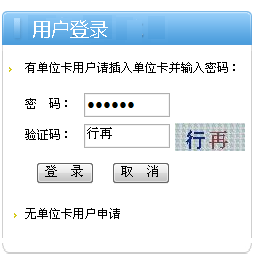 用户登录
有单位卡用户请插入单位卡并输入密码：
密 码： ●●●●●●
验证码： 行再 行再
登 录 取 消
无单位卡用户申请